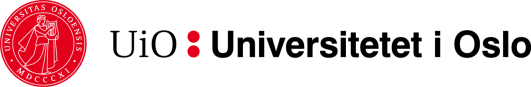 UNIVERSITAS OSLOENSIS
MDCCCXI
UiO : Universitetet i Oslo